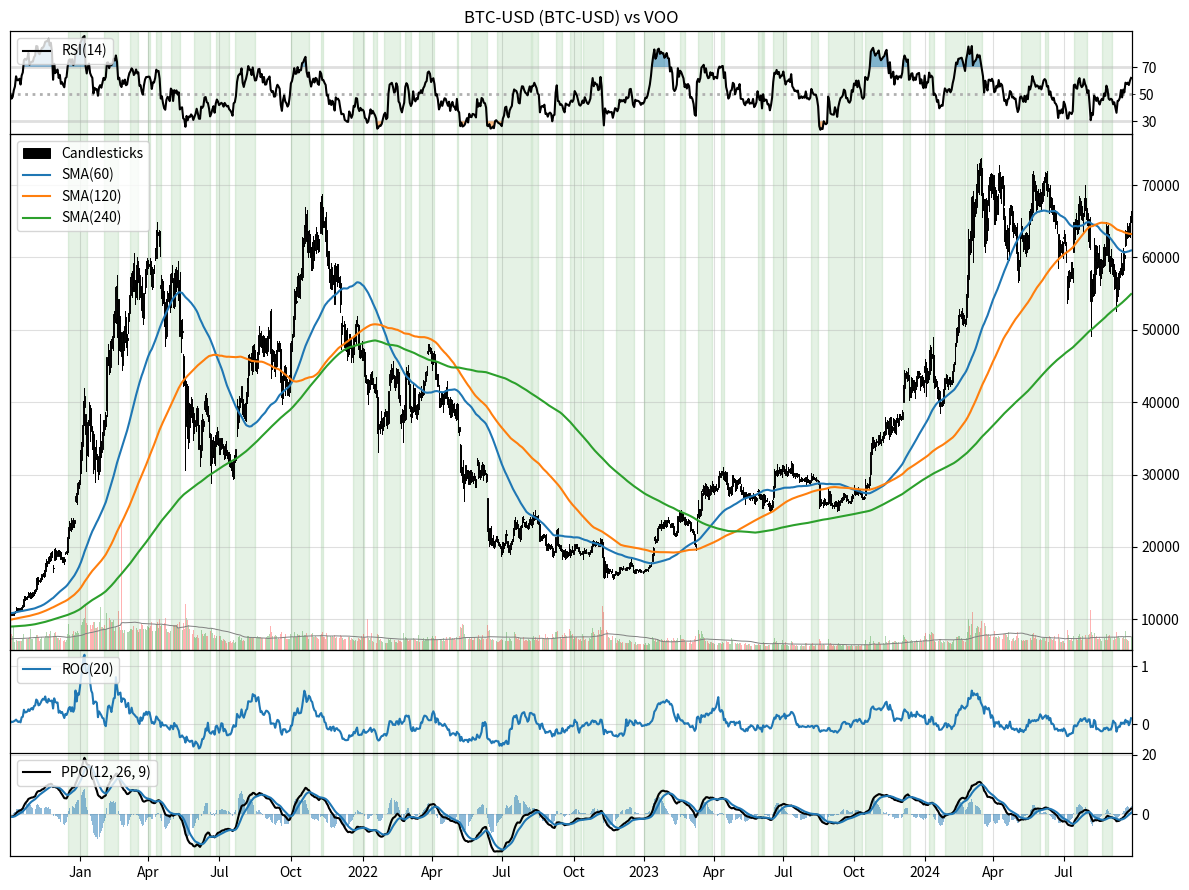 BTC-USD (BTC-USD) vs VOO
RSI(14)
70
50
30
Candlesticks
SMA(60)
SMA(120)
SMA(240)
70000
60000
50000
40000
30000
20000
10000
ROC(20)
1
0
PPO(12, 26, 9)
20
0
Jan Apr Jul Oct 2022 Apr Jul Oct 2023 Apr Jul Oct 2024 Apr Jul